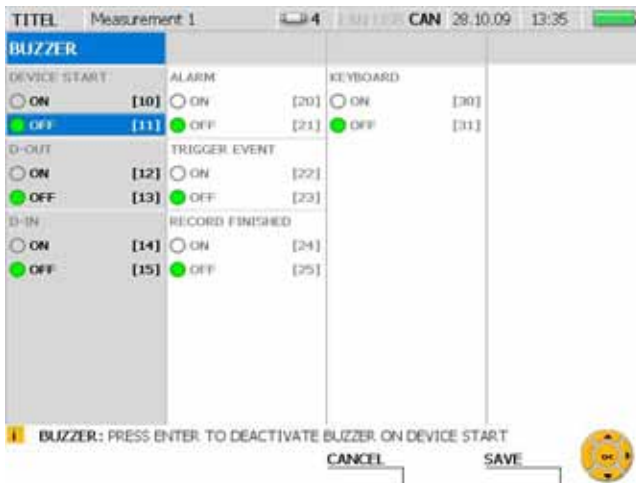 TITEL Measurement 1 4 CAN 28.10.09 13:35
BUZZER
DEVICE START
ON [10]
OFF [11]
D-OUT
ON [12]
OFF [13]
D-IN
ON [14]
OFF [15]
ALARM
ON [20]
OFF [21]
TRIGGER EVENT
ON [22]
OFF [23]
RECORD FINISHED
ON [24]
OFF [25]
KEYBOARD
ON [30]
OFF [31]
i BUZZER: PRESS ENTER TO DEACTIVATE BUZZER ON DEVICE START
CANCEL SAVE
OK